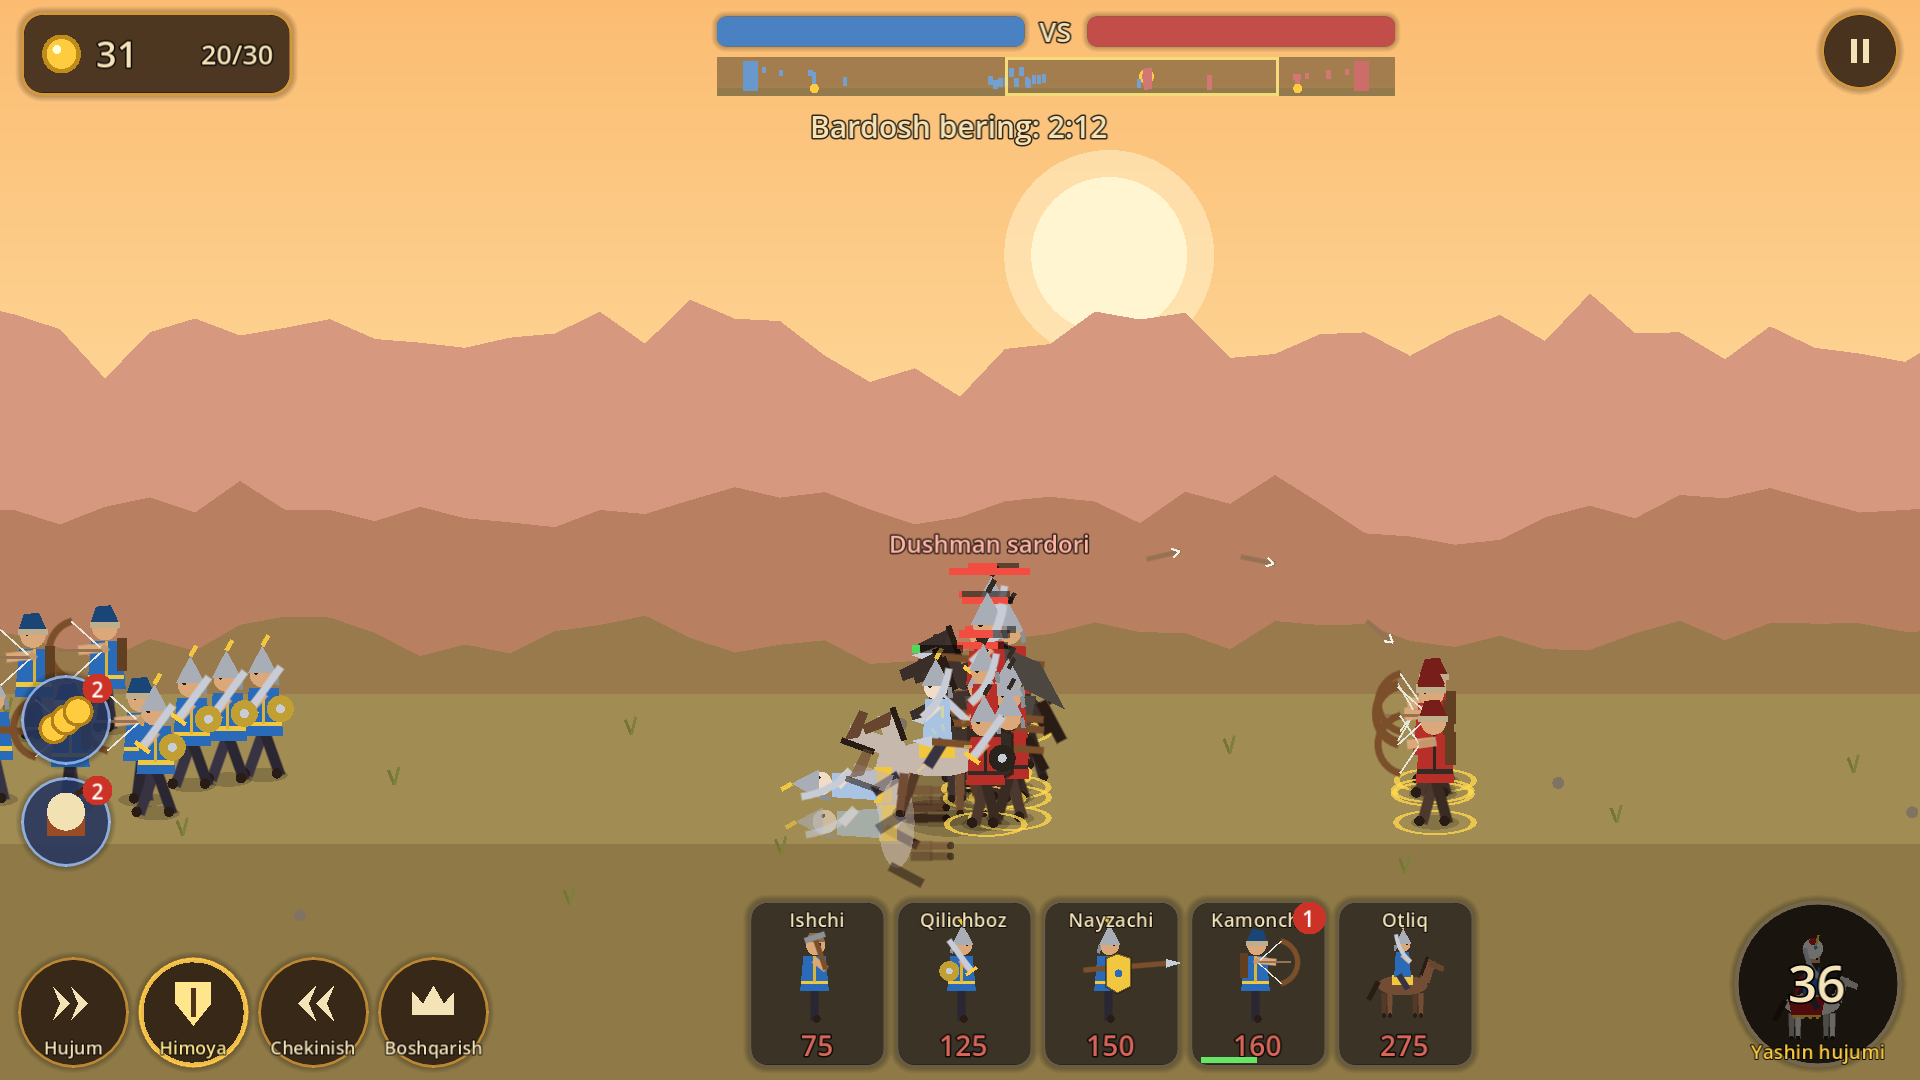 31 20/30
VS
Bardosh bering: 2:12
Dushman sardori
2
2
Ishchi Qilichboz Nayzachi Kamonch 1 Otliq
75 125 150 160 275
Hujum Himoya Chekinish Boshqarish
36
Yashin hujumi